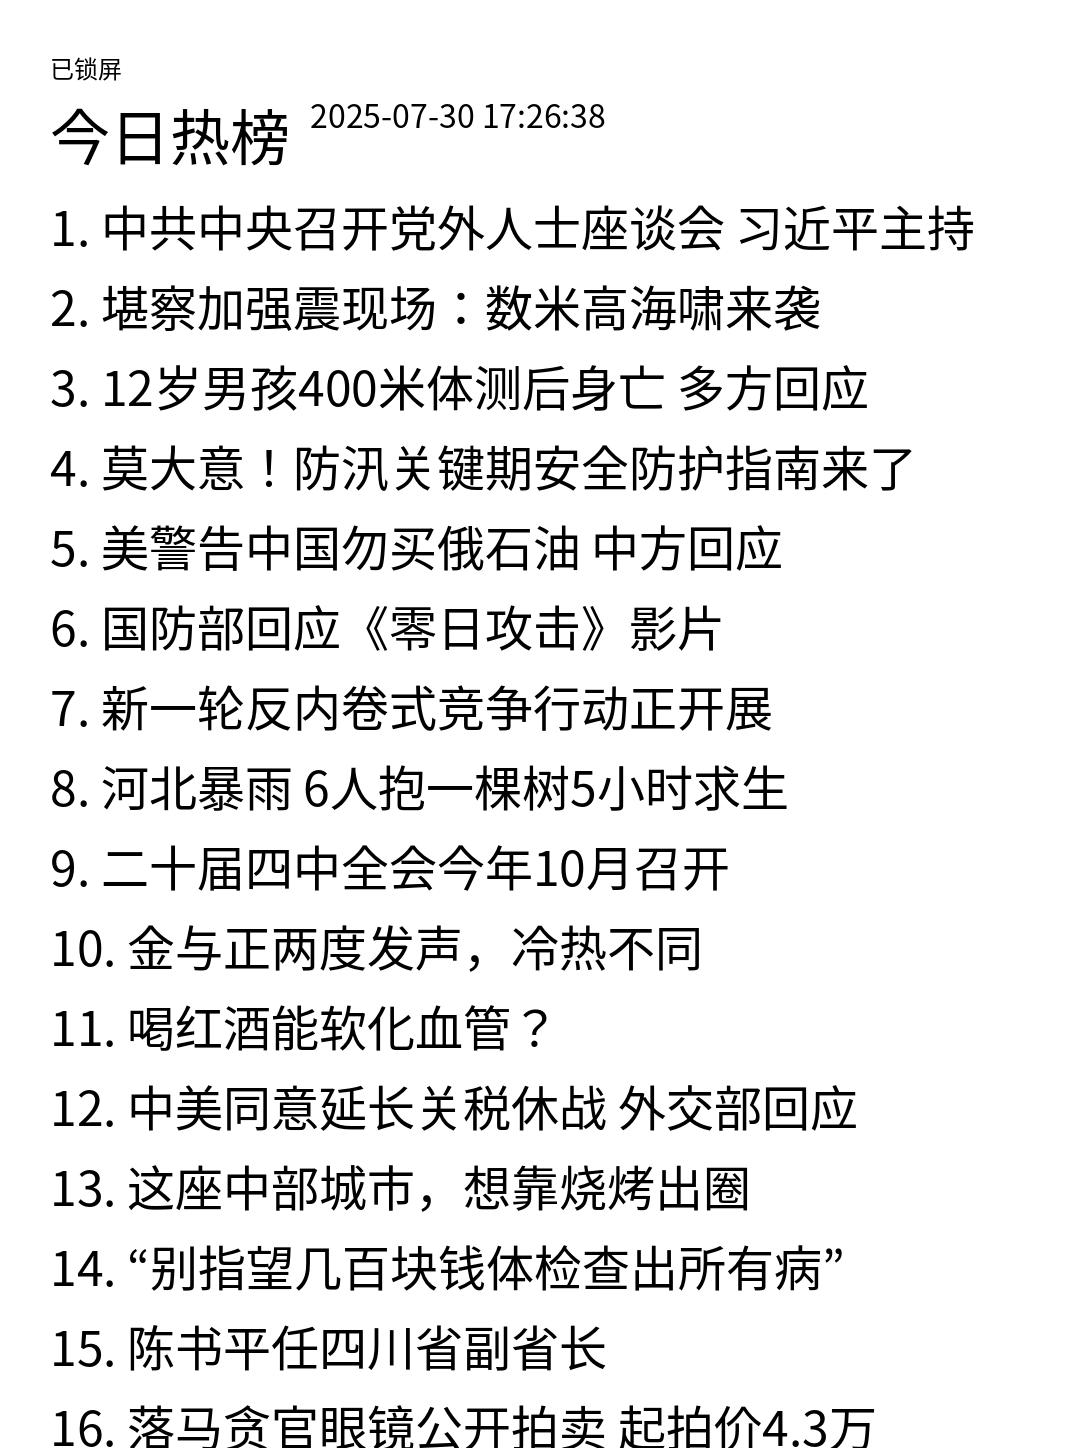 已锁屏
今日热榜 2025-07-30 17:26:38
1. 中共中央召开党外人士座谈会 习近平主持
2. 堪察加强震现场：数米高海啸来袭
3. 12岁男孩400米体测后身亡 多方回应
4. 莫大意！防汛关键期安全防护指南来了
5. 美警告中国勿买俄石油 中方回应
6. 国防部回应《零日攻击》影片
7. 新一轮反内卷式竞争行动正开展
8. 河北暴雨 6人抱一棵树5小时求生
9. 二十届四中全会今年10月召开
10. 金与正两度发声，冷热不同
11. 喝红酒能软化血管？
12. 中美同意延长关税休战 外交部回应
13. 这座中部城市，想靠烧烤出圈
14. “别指望几百块钱体检查出所有病”
15. 陈书平任四川省副省长
16. 落马贪官眼镜公开拍卖 起拍价4.3万